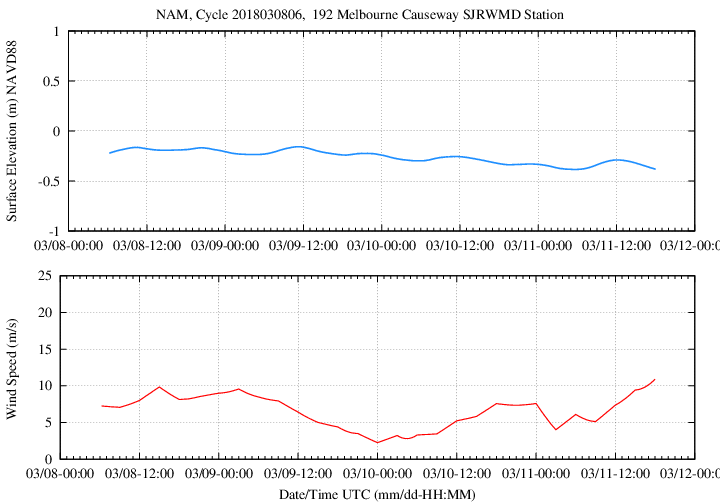 NAM, Cycle 2018030806,  192 Melbourne Causeway SJRWMD Station
Surface Elevation (m) NAVD88
1
0.5
0
-0.5
-1
03/08-00:00 03/08-12:00 03/09-00:00 03/09-12:00 03/10-00:00 03/10-12:00 03/11-00:00 03/11-12:00 03/12-0
Wind Speed (m/s)
25
20
15
10
5
0
03/08-00:00 03/08-12:00 03/09-00:00 03/09-12:00 03/10-00:00 03/10-12:00 03/11-00:00 03/11-12:00 03/12-0
Date/Time UTC (mm/dd-HH:MM)